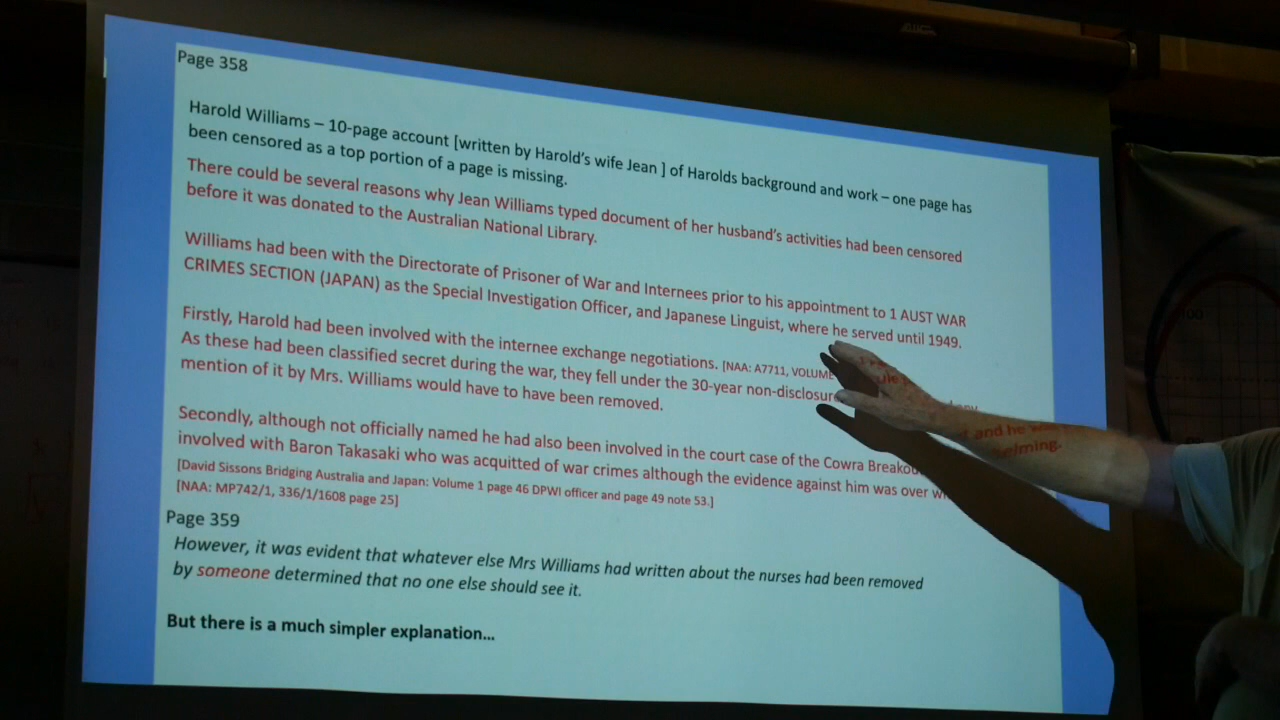 Page 358
Harold Williams – 10-page account [written by Harold's wife Jean ] of Harolds background and work – one page has
been censored as a top portion of a page is missing.
There could be several reasons why Jean Williams typed document of her husband's activities had been censored
before it was donated to the Australian National Library.
Williams had been with the Directorate of Prisoner of War and Internees prior to his appointment to 1 AUST WAR
CRIMES SECTION (JAPAN) as the Special Investigation Officer, and Japanese Linguist, where he served until 1949.
Firstly, Harold had been involved with the internee exchange negotiations. [NAA: A7711, VOLUME
As these had been classified secret during the war, they fell under the 30-year non-disclosure
mention of it by Mrs. Williams would have to have been removed.
Secondly, although not officially named he had also been involved in the court case of the Cowra and he was
involved with Baron Takasaki who was acquitted of war crimes although the evidence against him was over
[David Sissons Bridging Australia and Japan: Volume 1 page 46 DPWI officer and page 49 note 53.]
[NAA: MP742/1, 336/1/1608 page 25]
Page 359
However, it was evident that whatever else Mrs Williams had written about the nurses had been removed
by someone determined that no one else should see it.
But there is a much simpler explanation...